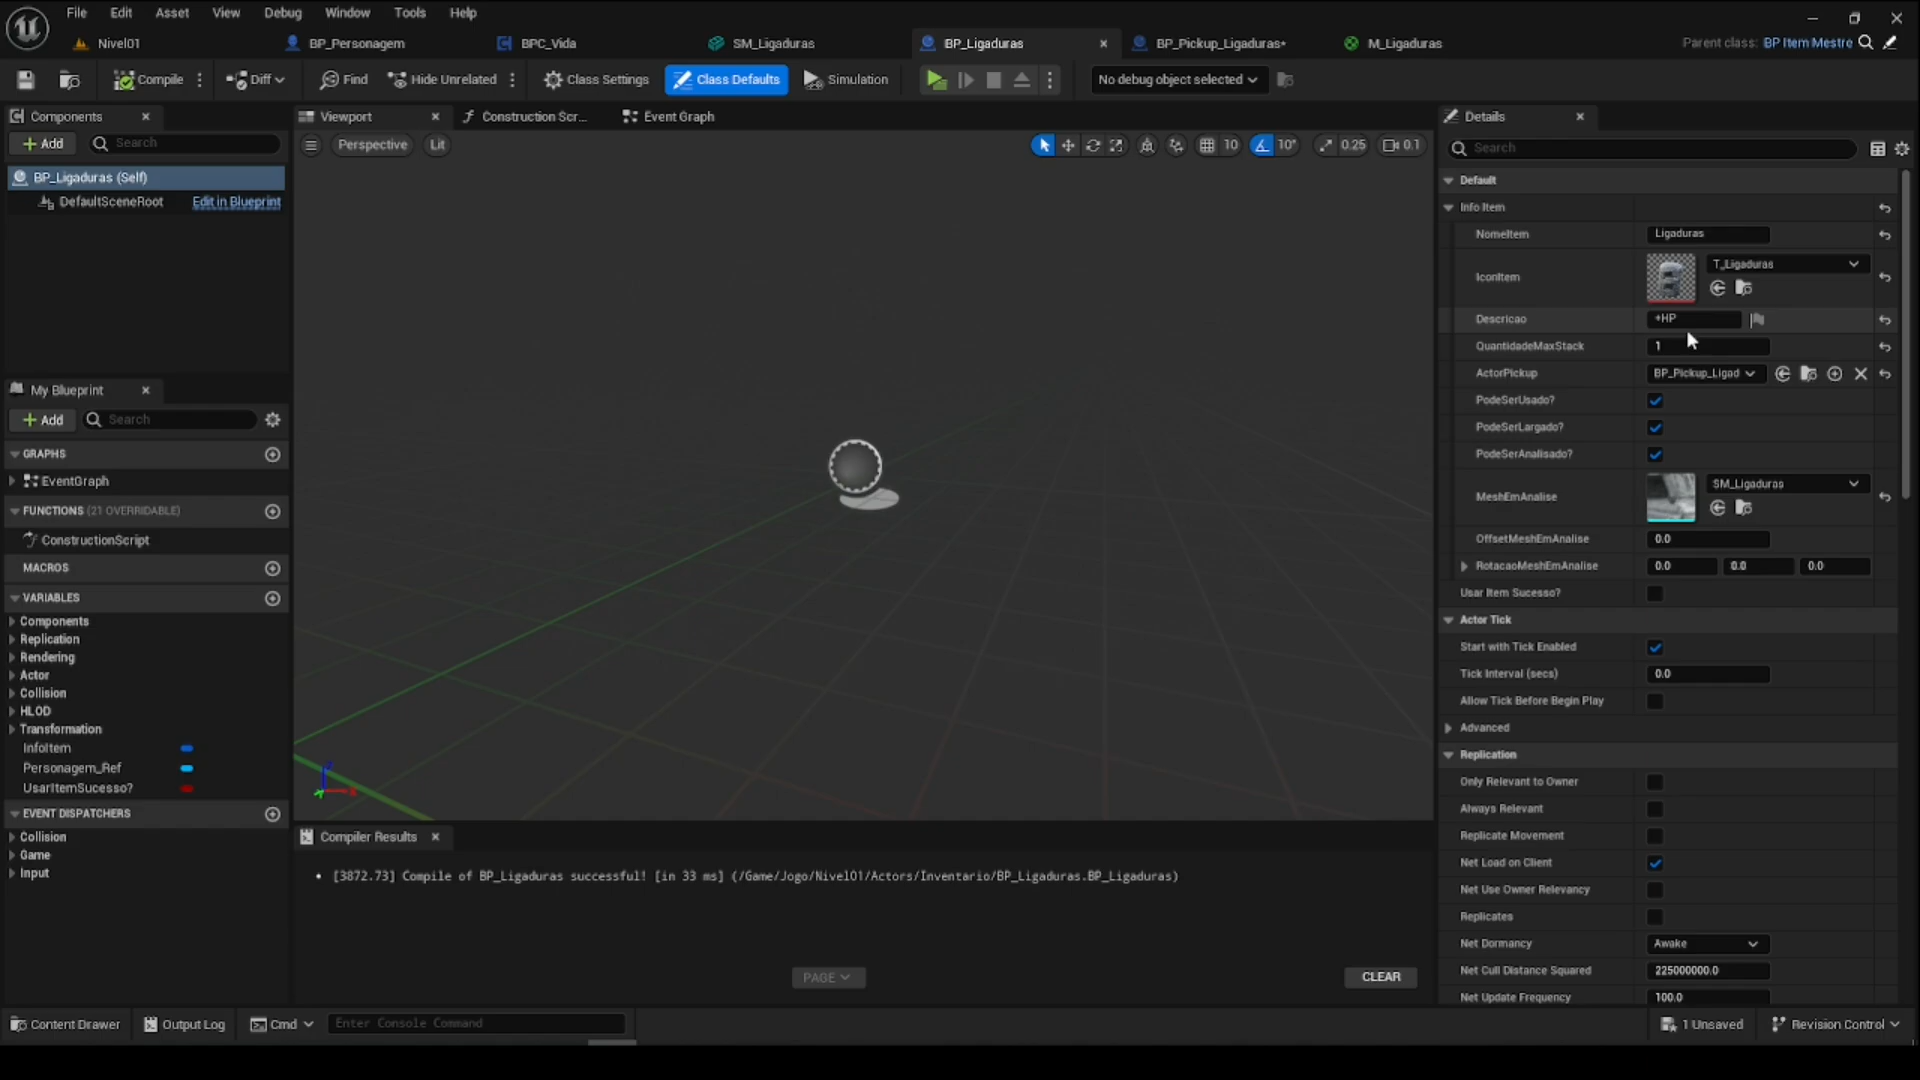 File Edit Asset View Debug Window Tools Help
Nivel01 BP_Personagem BPC_Vida SM_Ligaduras BP_Ligaduras BP_Pickup_Ligaduras* M_Ligaduras Parent class: BP Item Mestre
Compile Diff Find Hide Unrelated Class Settings Class Defaults Simulation No debug object selected
Components
Add Search
BP_Ligaduras (Self)
DefaultSceneRoot Edit in Blueprint
My Blueprint
Add Search
GRAPHS
EventGraph
FUNCTIONS (21 OVERRIDABLE)
ConstructionScript
MACROS
VARIABLES
Components
Replication
Rendering
Actor
Collision
HLOD
Transformation
InfoItem
Personagem_Ref
UsarItemSucesso?
EVENT DISPATCHERS
Collision
Game
Input
Viewport Construction Scr... Event Graph
Perspective Lit 10 10° 0.25 0.1
Compiler Results
• [3872.73] Compile of BP_Ligaduras successful! [in 33 ms] (/Game/Jogo/Nivel01/Actors/Inventario/BP_Ligaduras.BP_Ligaduras)
PAGE CLEAR
Details
Search
Default
Info Item
NomeItem Ligaduras
IconItem T_Ligaduras
Descricao +HP
QuantidadeMaxStack 1
ActorPickup BP_Pickup_Ligad
PodeSerUsado?
PodeSerLargado?
PodeSerAnalisado?
MeshEmAnalise SM_Ligaduras
OffsetMeshEmAnalise 0.0
RotacaoMeshEmAnalise 0.0 0.0 0.0
Usar Item Sucesso?
Actor Tick
Start with Tick Enabled
Tick Interval (secs) 0.0
Allow Tick Before Begin Play
Advanced
Replication
Only Relevant to Owner
Always Relevant
Replicate Movement
Net Load on Client
Net Use Owner Relevancy
Replicates
Net Dormancy Awake
Net Cull Distance Squared 225000000.0
Net Update Frequency 100.0
Content Drawer Output Log Cmd Enter Console Command 1 Unsaved Revision Control